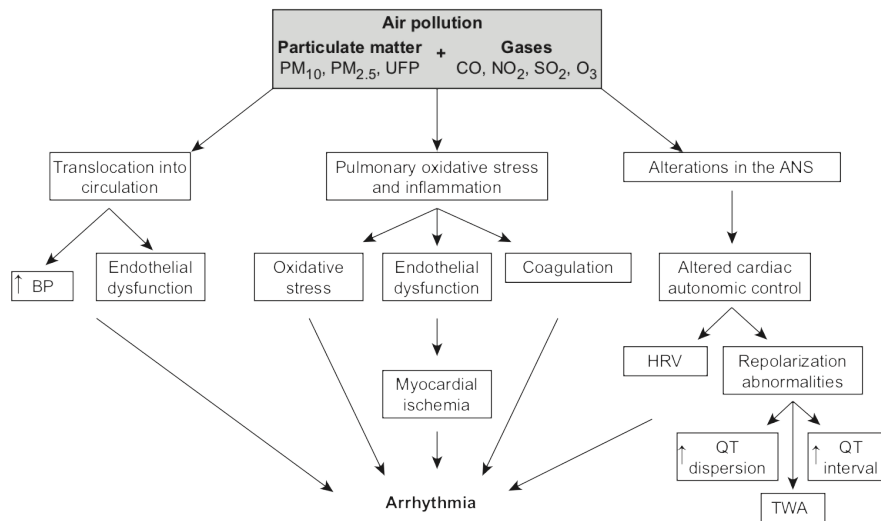 Air pollution
Particulate matter + Gases
PM10, PM2.5, UFP CO, NO2, SO2, O3
Translocation into
circulation
Pulmonary oxidative stress
and inflammation
Alterations in the ANS
↑ BP
Endothelial
dysfunction
Oxidative
stress
Endothelial
dysfunction
Coagulation
Altered cardiac
autonomic control
HRV
Repolarization
abnormalities
Myocardial
ischemia
↑ QT
dispersion
↑ QT
interval
TWA
Arrhythmia